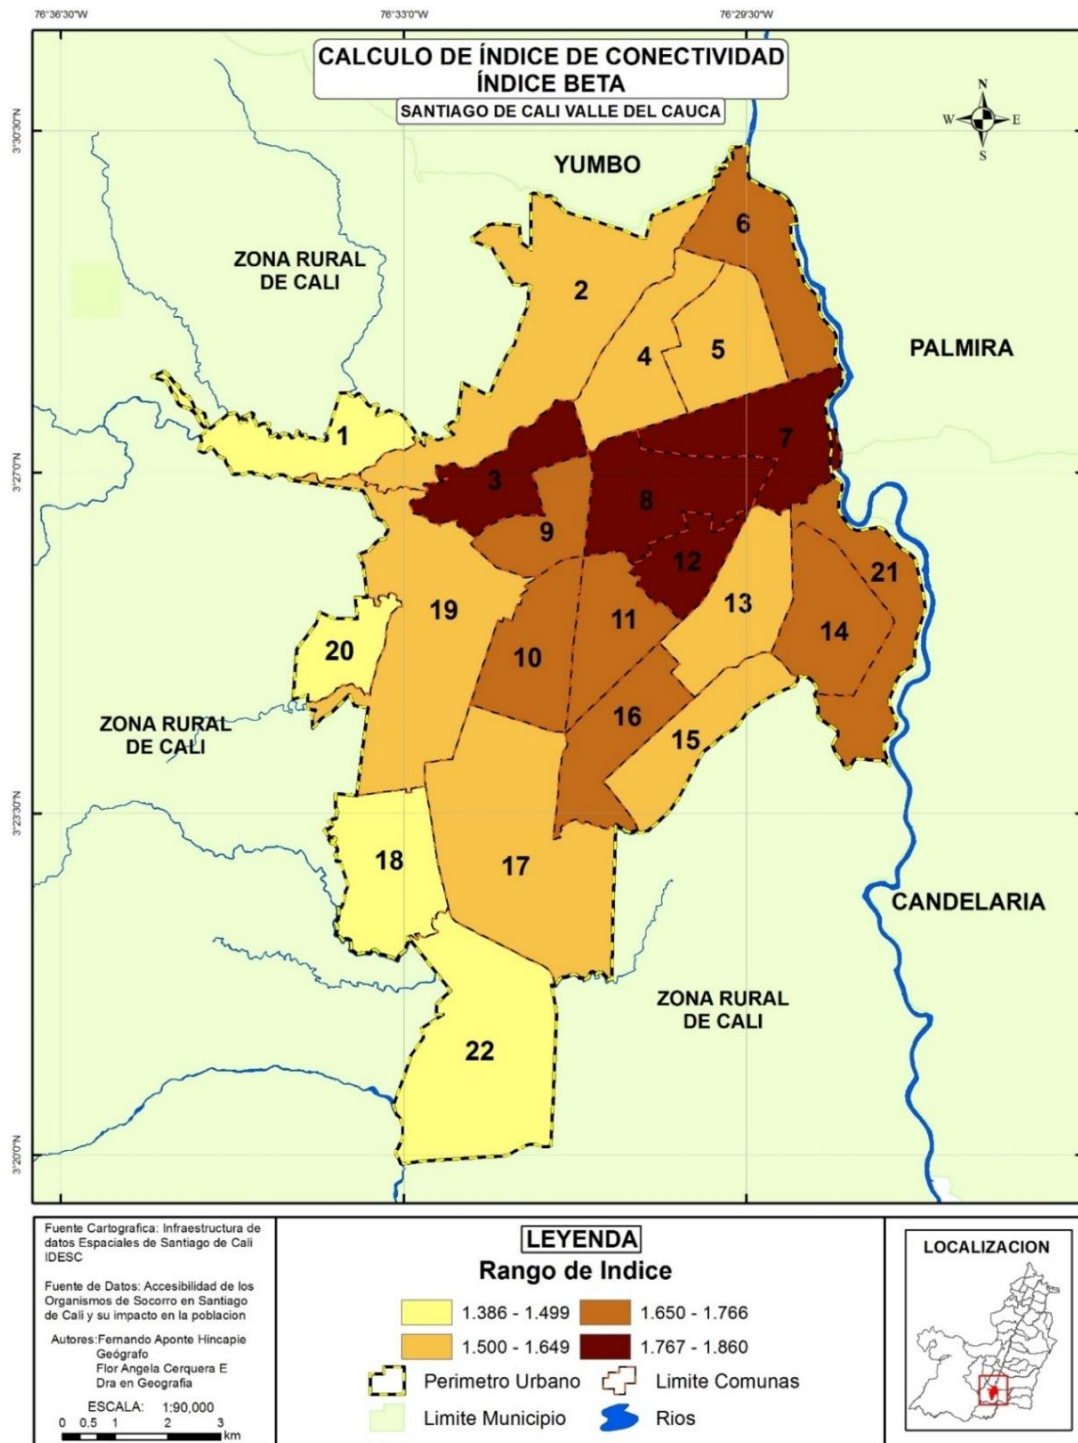 76°36'30"W
76°33'0"W
76°29'30"W
CALCULO DE ÍNDICE DE CONECTIVIDAD
ÍNDICE BETA
SANTIAGO DE CALI VALLE DEL CAUCA
N
W
E
S
3°30'30"N
YUMBO
6
ZONA RURAL
DE CALI
2
4
5
PALMIRA
1
7
3°27'0"N
3
8
9
12
21
13
19
11
14
20
10
16
ZONA RURAL
DE CALI
15
3°23'30"N
18
17
CANDELARIA
ZONA RURAL
DE CALI
22
3°20'0"N
Fuente Cartografica: Infraestructura de
datos Espaciales de Santiago de Cali
IDESC
Fuente de Datos: Accesibilidad de los
Organismos de Socorro en Santiago
de Cali y su impacto en la poblacion
Autores:Fernando Aponte Hincapie
Geógrafo
Flor Angela Cerquera E
Dra en Geografia
ESCALA: 1:90,000
0 0.5 1 2 3
km
LEYENDA
Rango de Indice
1.386 - 1.499
1.650 - 1.766
1.500 - 1.649
1.767 - 1.860
Perimetro Urbano
Limite Comunas
Limite Municipio
Rios
LOCALIZACION